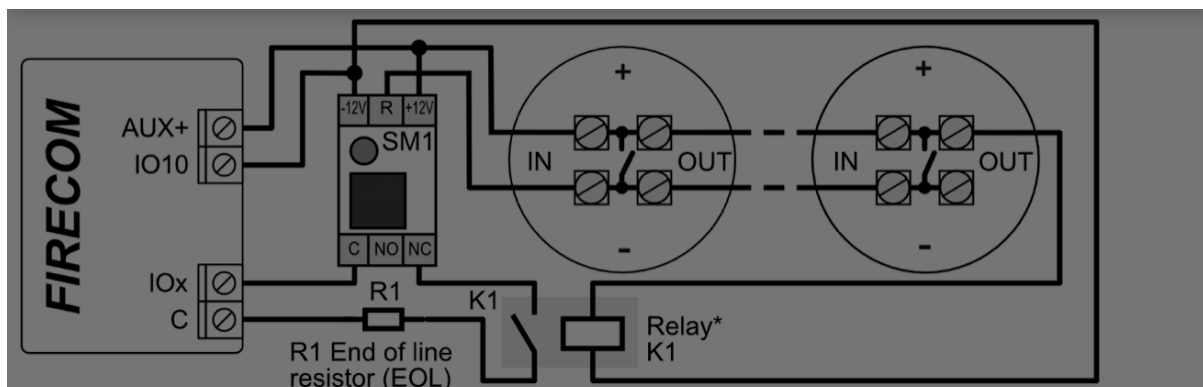 FIRECOM
AUX+
IO10
IOx
C
-12V R +12V
SM1
C NO NC
R1
R1 End of line
resistor (EOL)
K1
Relay*
K1
+
IN OUT
-
+
IN OUT
-